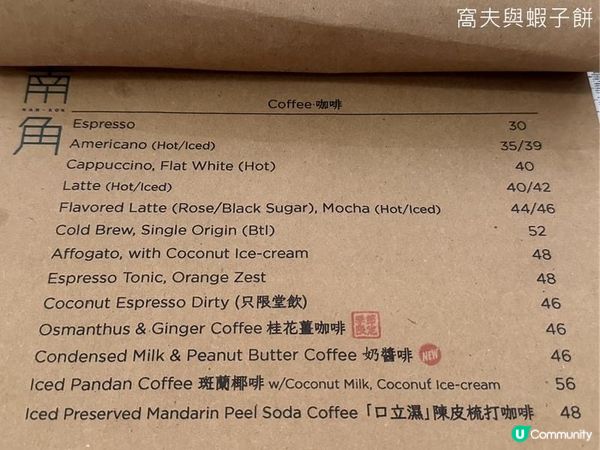 窩夫與蝦子餅
南角
NAM · KOK
Coffee·咖啡
Espresso 30
Americano (Hot/Iced) 35/39
Cappuccino, Flat White (Hot) 40
Latte (Hot/Iced) 40/42
Flavored Latte (Rose/Black Sugar), Mocha (Hot/Iced) 44/46
Cold Brew, Single Origin (Btl) 52
Affogato, with Coconut Ice-cream 48
Espresso Tonic, Orange Zest 48
Coconut Espresso Dirty (只限堂飲) 46
Osmanthus & Ginger Coffee 桂花薑咖啡 季節限定 46
Condensed Milk & Peanut Butter Coffee 奶醬啡 NEW 46
Iced Pandan Coffee 斑蘭椰啡 w/Coconut Milk, Coconut Ice-cream 56
Iced Preserved Mandarin Peel Soda Coffee 「口立濕」陳皮梳打咖啡 48
U Community